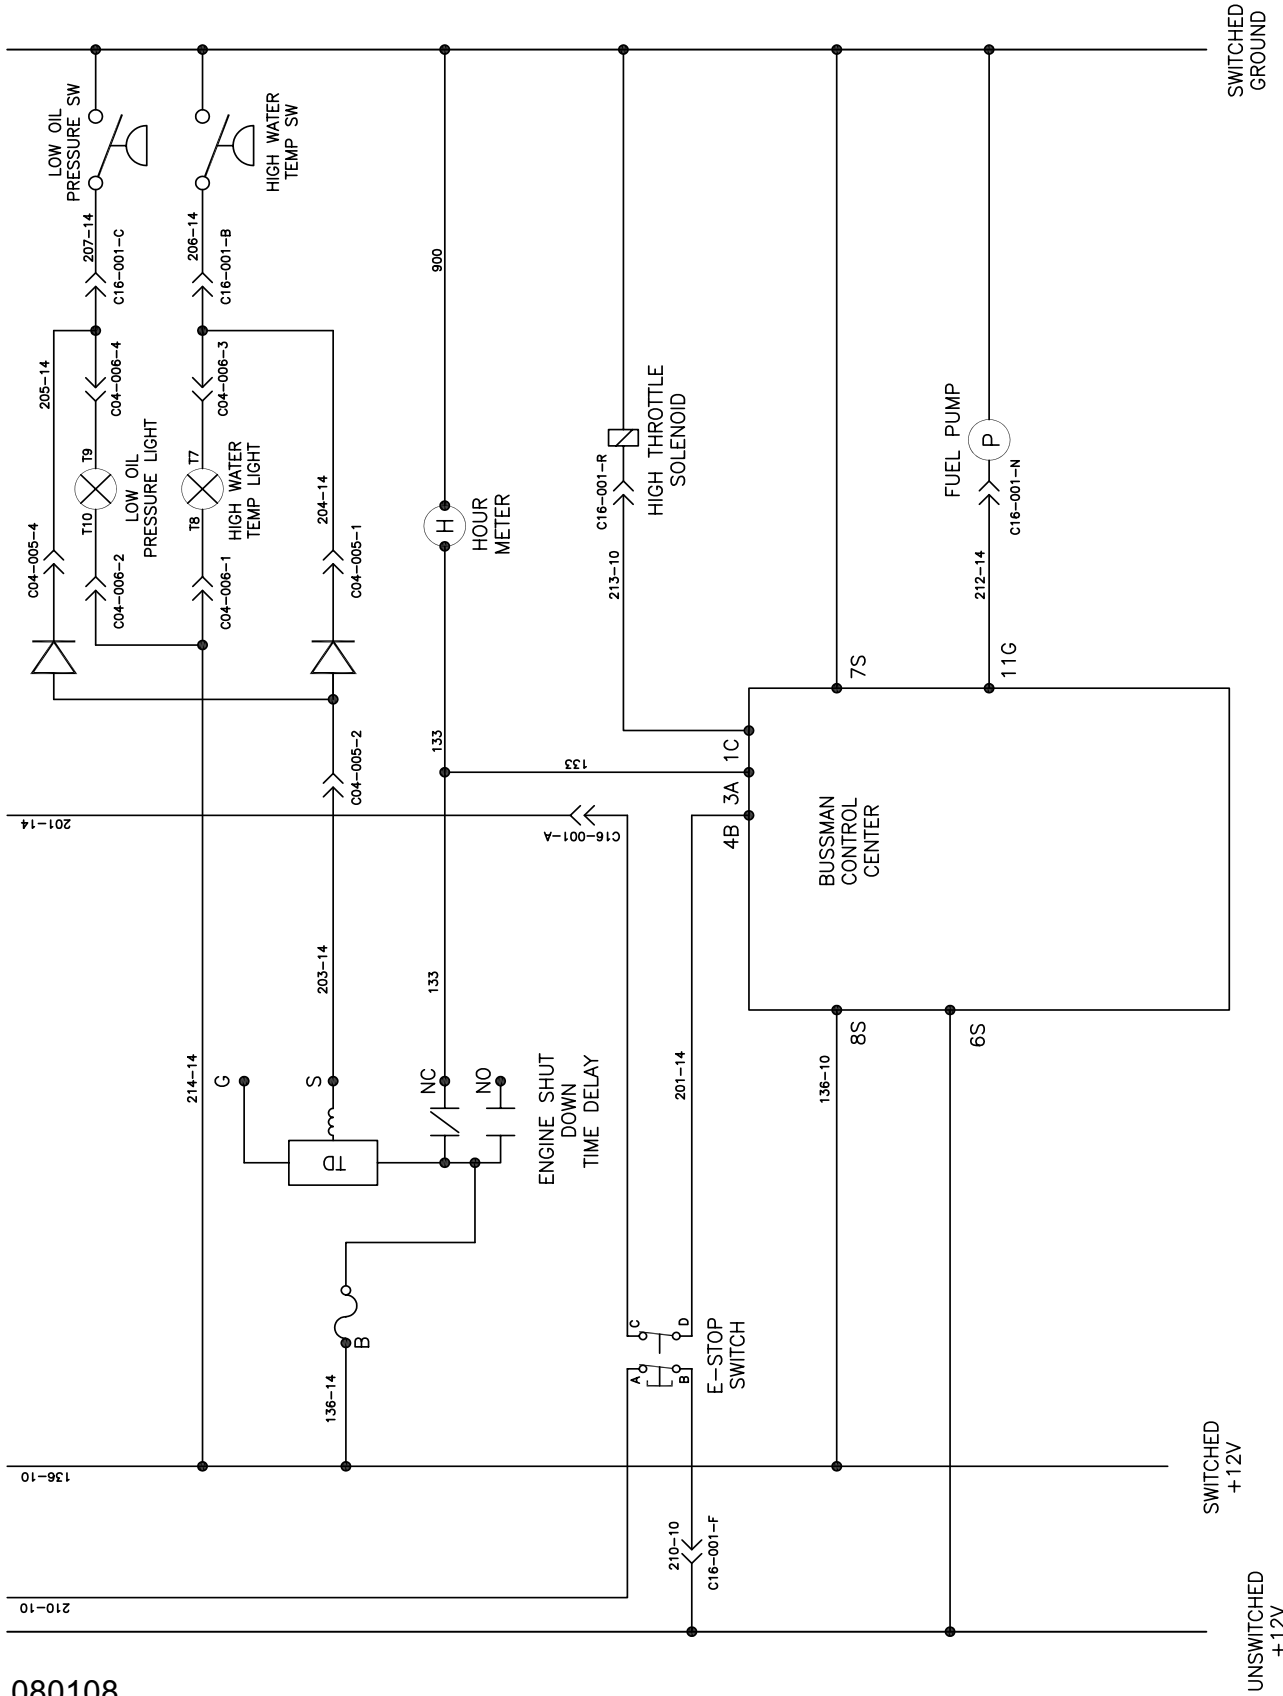 SWITCHED
GROUND
LOW OIL
PRESSURE SW
HIGH WATER
TEMP SW
207-14
C16-001-C
206-14
C16-001-B
900
205-14
C04-006-4
C04-006-3
T9
T10
LOW OIL
PRESSURE LIGHT
T7
T8
HIGH WATER
TEMP LIGHT
C04-005-4
C04-006-2
C04-006-1
204-14
C04-005-1
H
HOUR
METER
C16-001-R
HIGH THROTTLE
SOLENOID
213-10
FUEL PUMP
P
C16-001-N
212-14
7S
11G
133
133
1C
3A
4B
C04-005-2
201-14
C16-001-A
BUSSMAN
CONTROL
CENTER
203-14
133
214-14
G
S
NC
NO
TD
ENGINE SHUT
DOWN
TIME DELAY
201-14
136-10
8S
6S
B
136-14
C
D
A
B
E-STOP
SWITCH
136-10
SWITCHED
+12V
210-10
C16-001-F
210-10
UNSWITCHED
+12V
080108